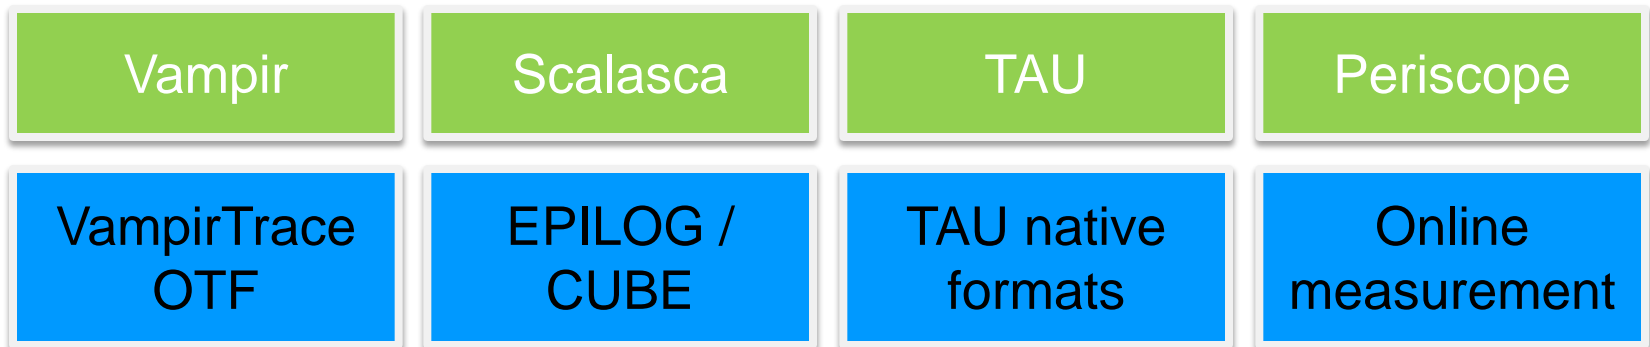 Vampir
Scalasca
TAU
Periscope
VampirTrace
OTF
EPILOG /
CUBE
TAU native
formats
Online
measurement